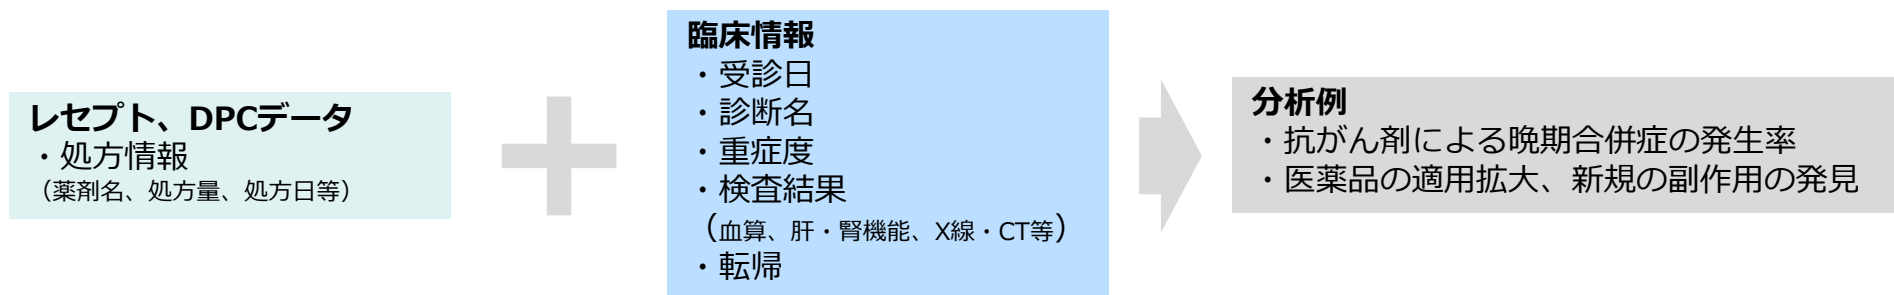 レセプト、DPCデータ
・処方情報
（薬剤名、処方量、処方日等）
臨床情報
・受診日
・診断名
・重症度
・検査結果
（血算、肝・腎機能、X線・CT等）
・転帰
分析例
・抗がん剤による晩期合併症の発生率
・医薬品の適用拡大、新規の副作用の発見